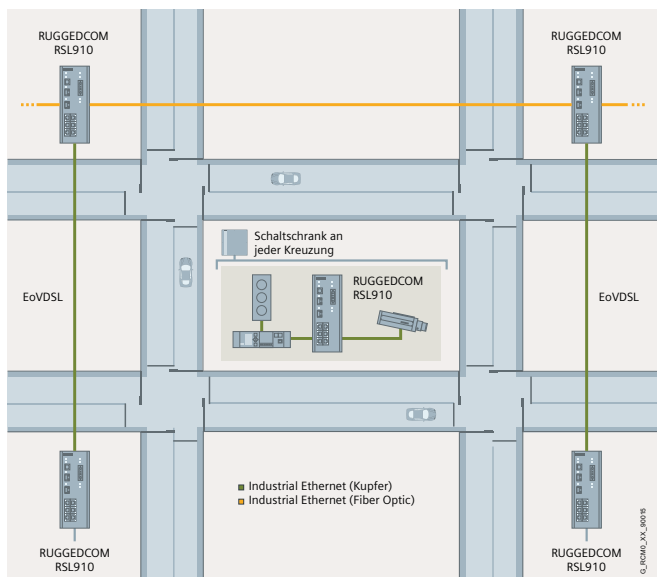 RUGGEDCOM
RSL910
RUGGEDCOM
RSL910
Schaltschrank an
jeder Kreuzung
RUGGEDCOM
RSL910
EoVDSL
EoVDSL
Industrial Ethernet (Kupfer)
Industrial Ethernet (Fiber Optic)
RUGGEDCOM
RSL910
RUGGEDCOM
RSL910
G_RCM0_XX_90015